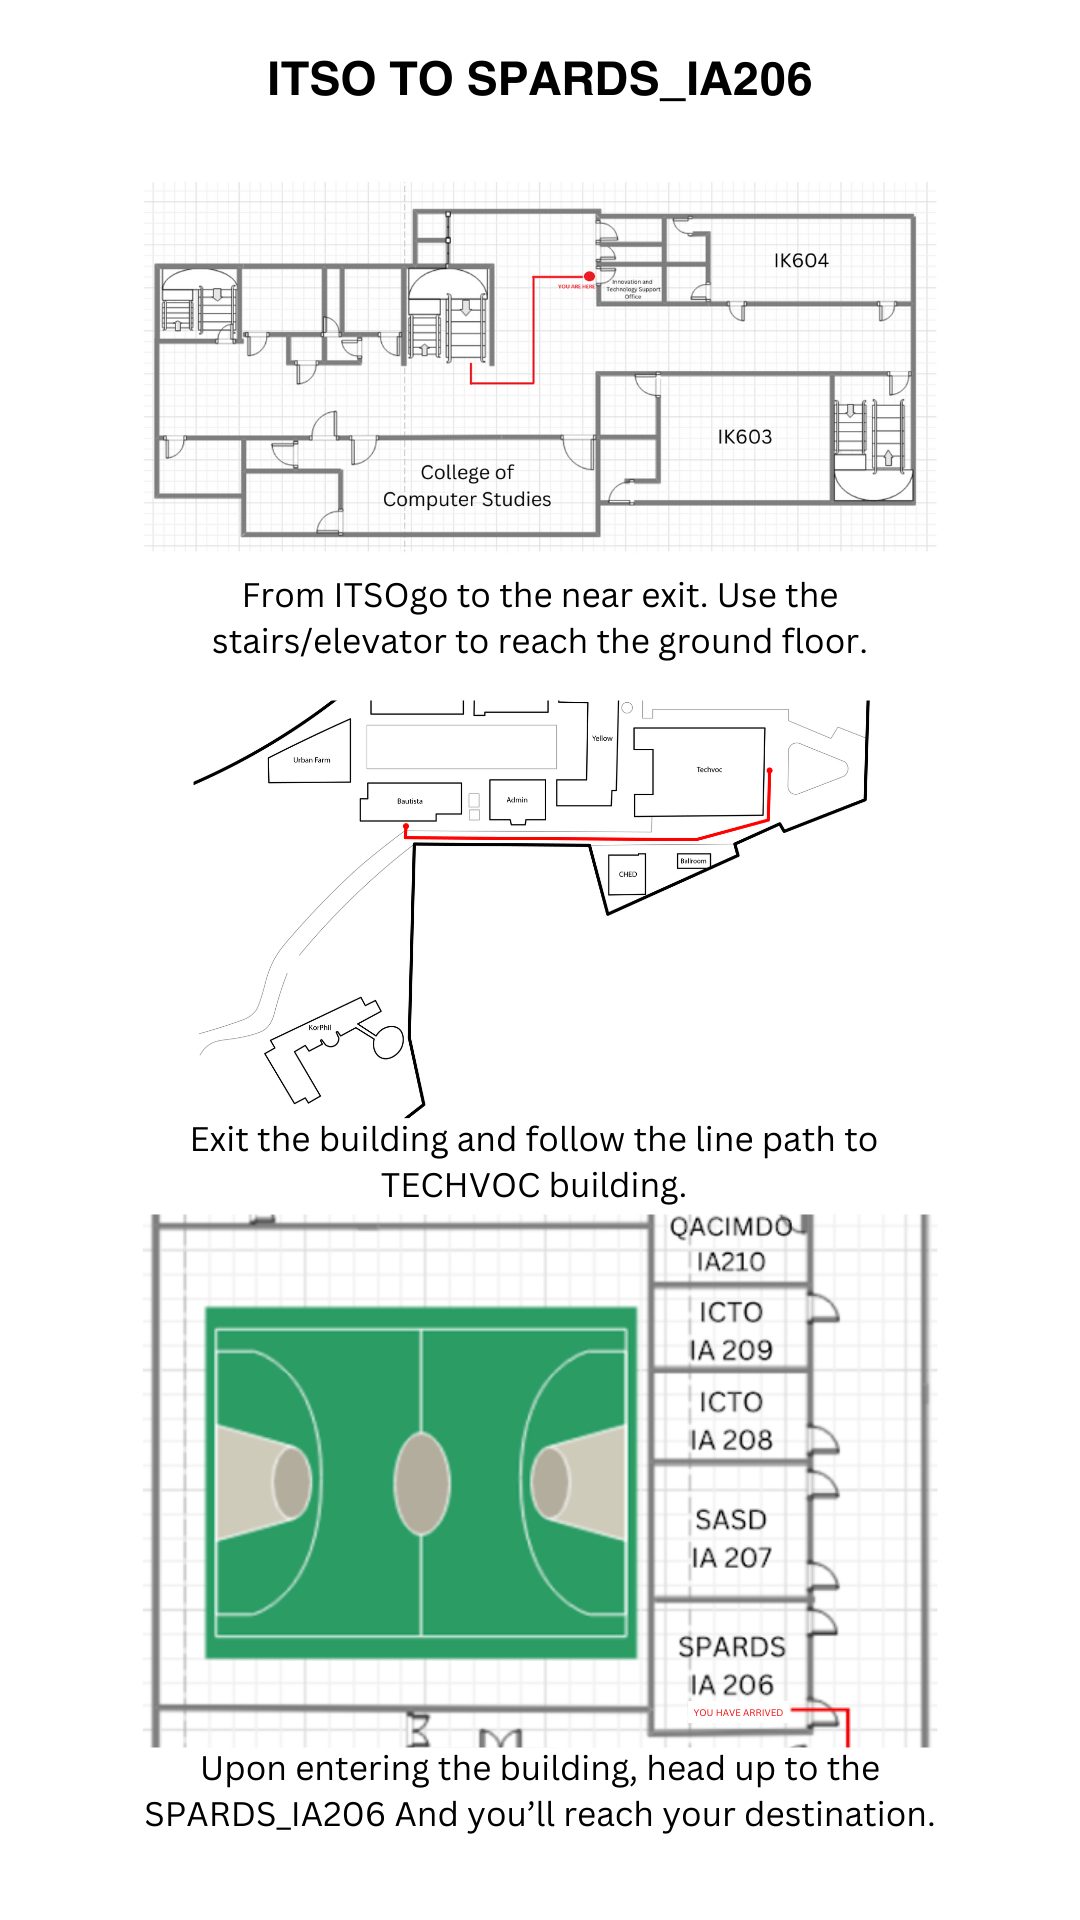 ITSO TO SPARDS_IA206
IK604
YOU ARE HERE
Innovation and
Technology Support
Office
IK603
College of
Computer Studies
From ITSOgo to the near exit. Use the
stairs/elevator to reach the ground floor.
Yellow
Urban Farm
Techvoc
Bautista
Admin
Ballroom
CHED
KorPhil
Exit the building and follow the line path to
TECHVOC building.
QACIMDO
IA210
ICTO
IA 209
ICTO
IA 208
SASD
IA 207
SPARDS
IA 206
YOU HAVE ARRIVED
Upon entering the building, head up to the
SPARDS_IA206 And you’ll reach your destination.